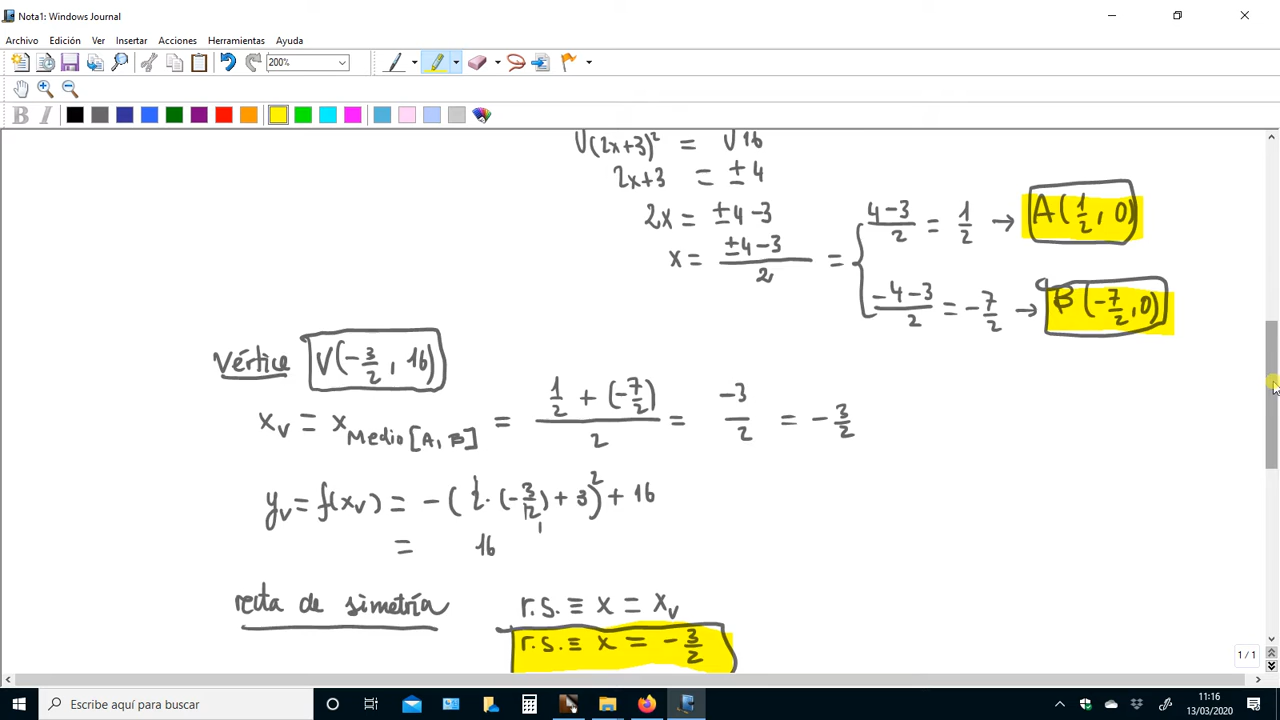 Nota1: Windows Journal
Archivo Edición Ver Insertar Acciones Herramientas Ayuda
200%
B I
√(2x+3)² = √16
2x+3 = ±4
2x = ±4-3
x = (±4-3)/2 = { (4-3)/2 = 1/2 → A(1/2, 0)
(-4-3)/2 = -7/2 → B(-7/2, 0)
Vértice V(-3/2, 16)
x_V = x_Medio[A,B] = (1/2 + (-7/2))/2 = -3/2 = -3/2
y_V = f(x_V) = -(2·(-3/2)+3)² + 16
= 16
recta de simetría r.s. ≡ x = x_V
r.s. ≡ x = -3/2
1 / 1
Escribe aquí para buscar
11:16
13/03/2020